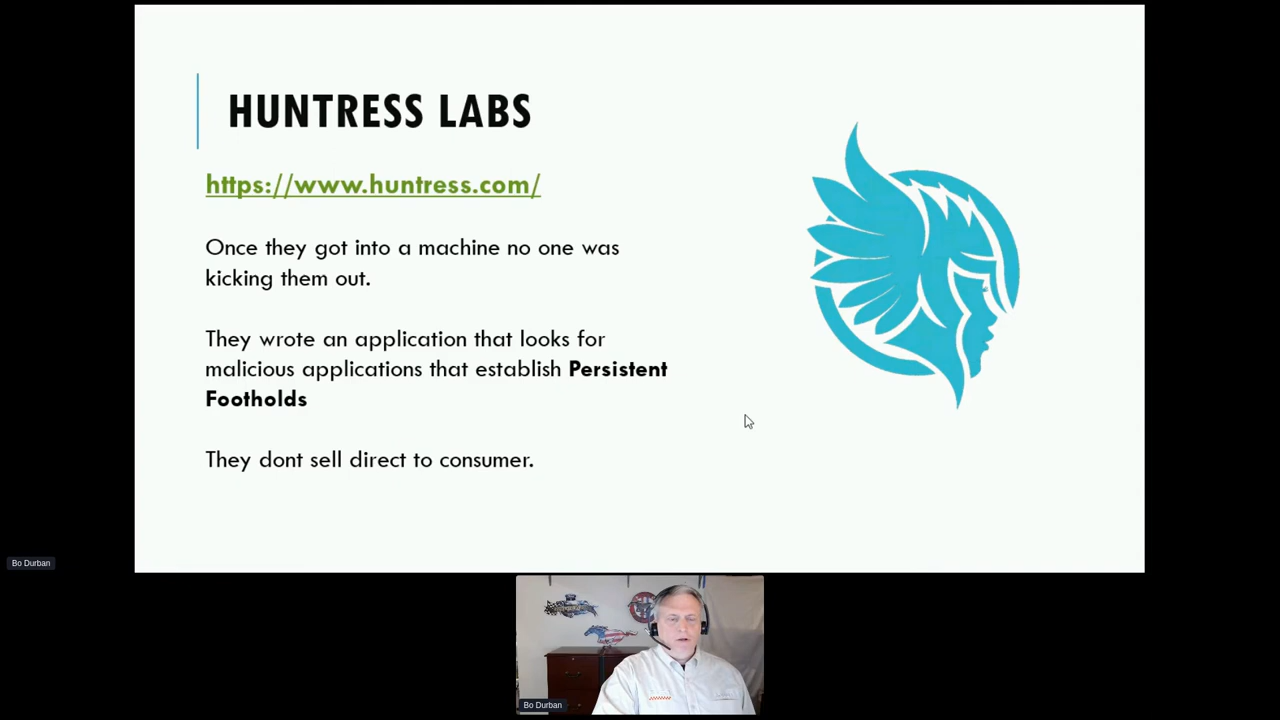 HUNTRESS LABS
https://www.huntress.com/
Once they got into a machine no one was
kicking them out.
They wrote an application that looks for
malicious applications that establish Persistent
Footholds
They dont sell direct to consumer.
Bo Durban
Bo Durban